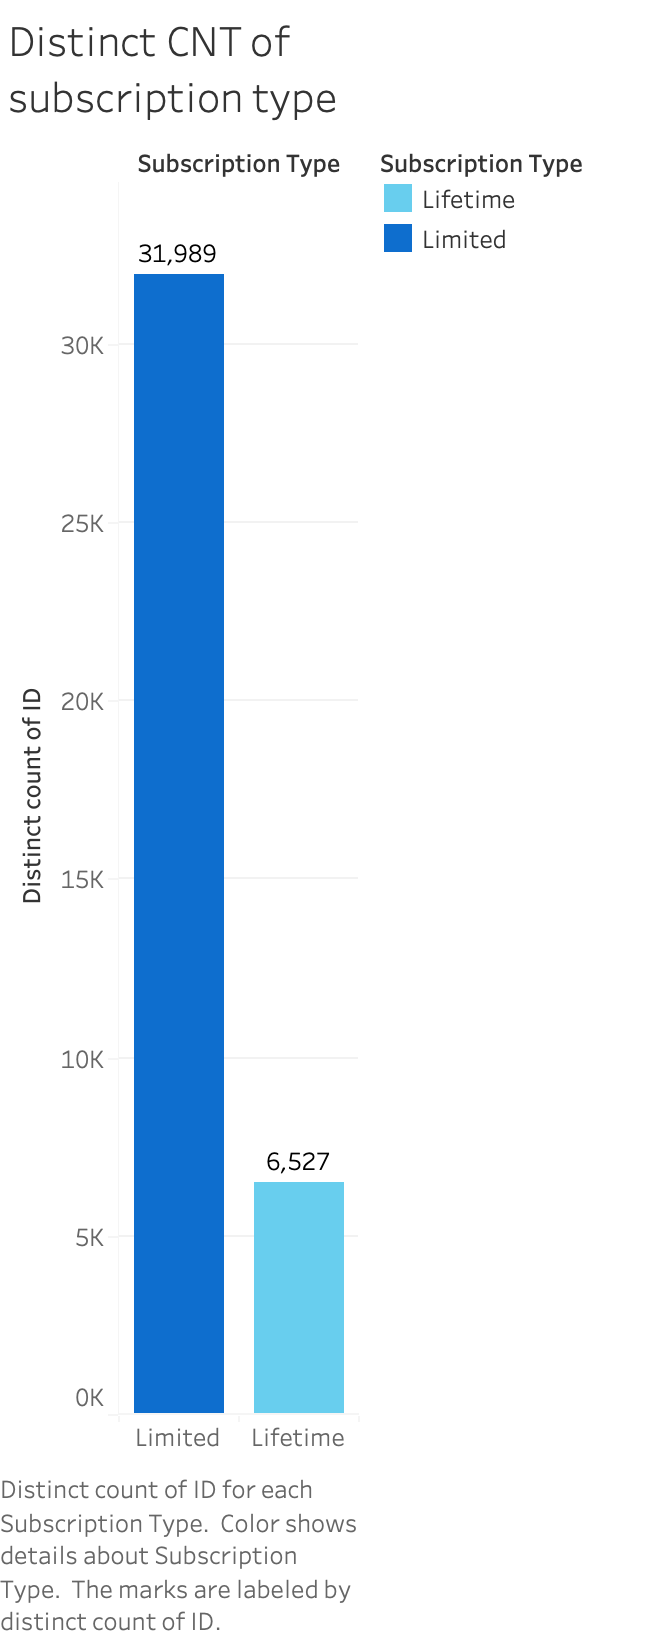 Distinct CNT of
subscription type
Subscription Type
Subscription Type
Lifetime
Limited
31,989
30K
25K
20K
15K
10K
5K
0K
Distinct count of ID
6,527
Limited
Lifetime
Distinct count of ID for each
Subscription Type.  Color shows
details about Subscription
Type.  The marks are labeled by
distinct count of ID.